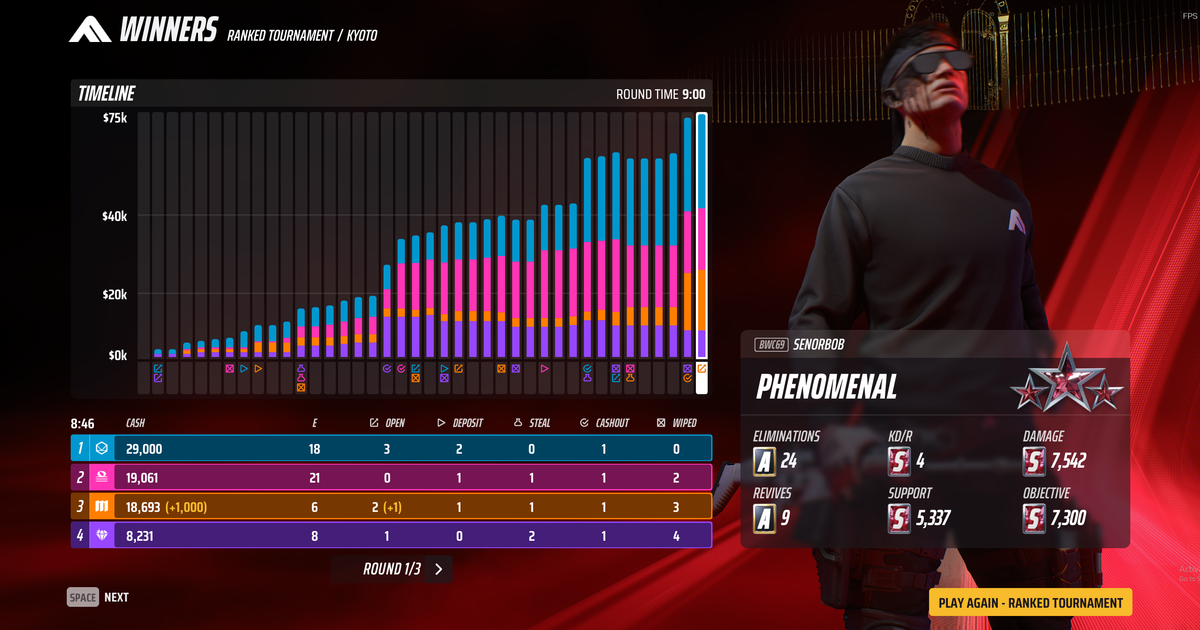 WINNERS RANKED TOURNAMENT / KYOTO
FPS
TIMELINE ROUND TIME 9:00
$75k
$40k
$20k
$0k
8:46 CASH E OPEN DEPOSIT STEAL CASHOUT WIPED
1 29,000 18 3 2 0 1 0
2 19,061 21 0 1 1 1 2
3 18,693 (+1,000) 6 2 (+1) 1 1 1 3
4 8,231 8 1 0 2 1 4
ROUND 1/3
SPACE NEXT
BWC69 SENORBOB
PHENOMENAL
ELIMINATIONS KD/R DAMAGE
A 24 S 4 S 7,542
REVIVES SUPPORT OBJECTIVE
A 9 S 5,337 S 7,300
PLAY AGAIN - RANKED TOURNAMENT